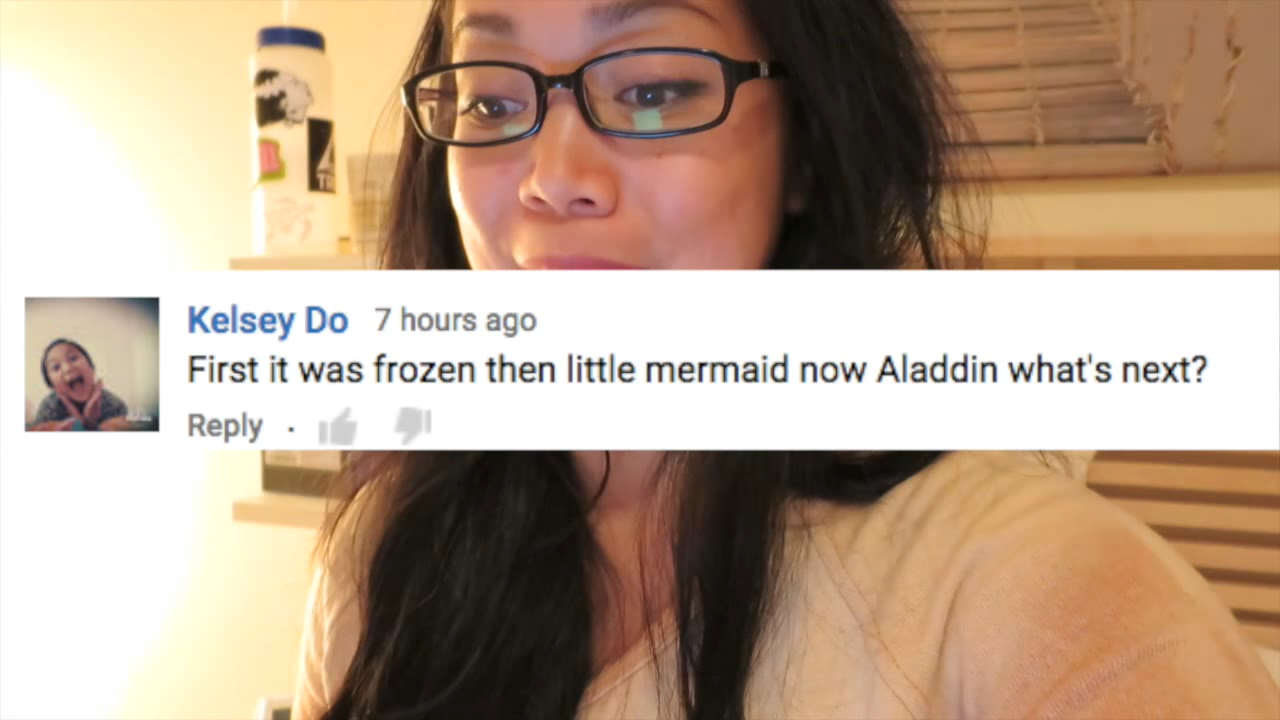 Kelsey Do 7 hours ago
First it was frozen then little mermaid now Aladdin what's next?
Reply ·